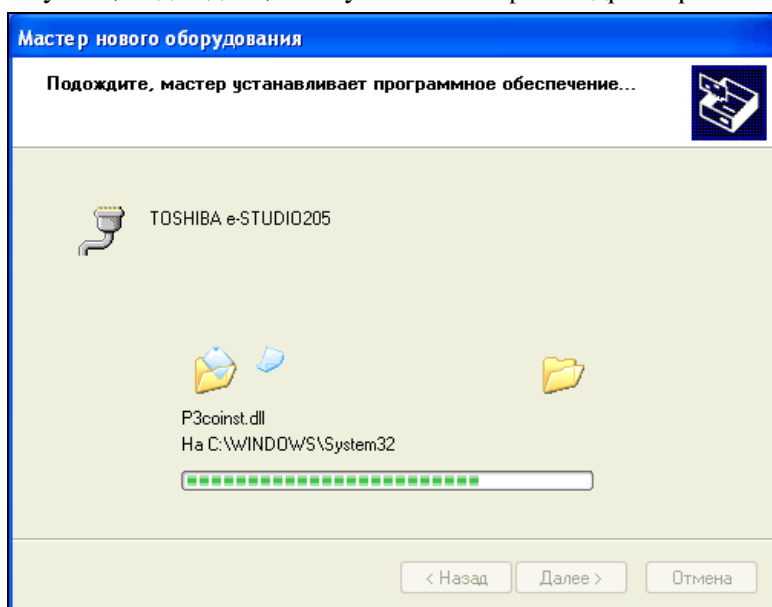 Мастер нового оборудования
Подождите, мастер устанавливает программное обеспечение...
TOSHIBA e-STUDIO205
P3coinst.dll
На C:\WINDOWS\System32
< Назад
Далее >
Отмена